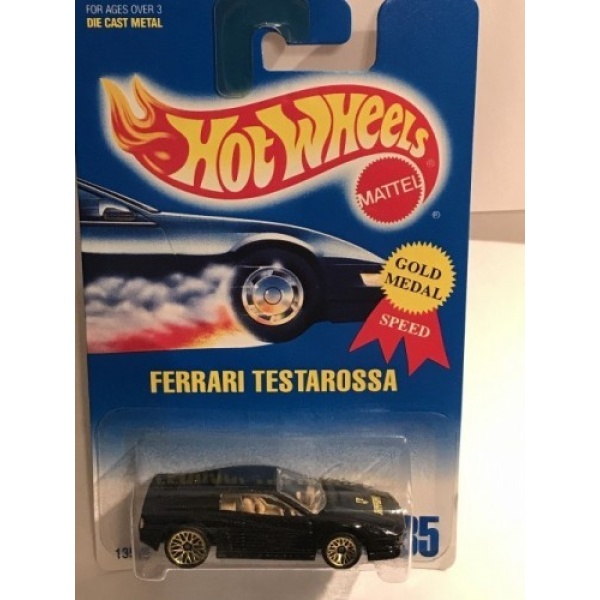 FOR AGES OVER 3
DIE CAST METAL
HOT WHEELS
MATTEL
®
GOLD
MEDAL
SPEED
FERRARI TESTAROSSA